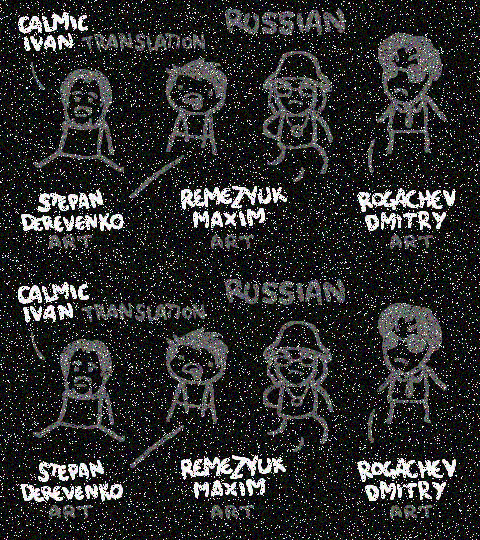 RUSSIAN
CALMIC
IVAN TRANSLATION
STEPAN
DEREVENKO
ART
REMEZYUK
MAXIM
ART
ROGACHEV
DMITRY
ART
RUSSIAN
CALMIC
IVAN TRANSLATION
STEPAN
DEREVENKO
ART
REMEZYUK
MAXIM
ART
ROGACHEV
DMITRY
ART